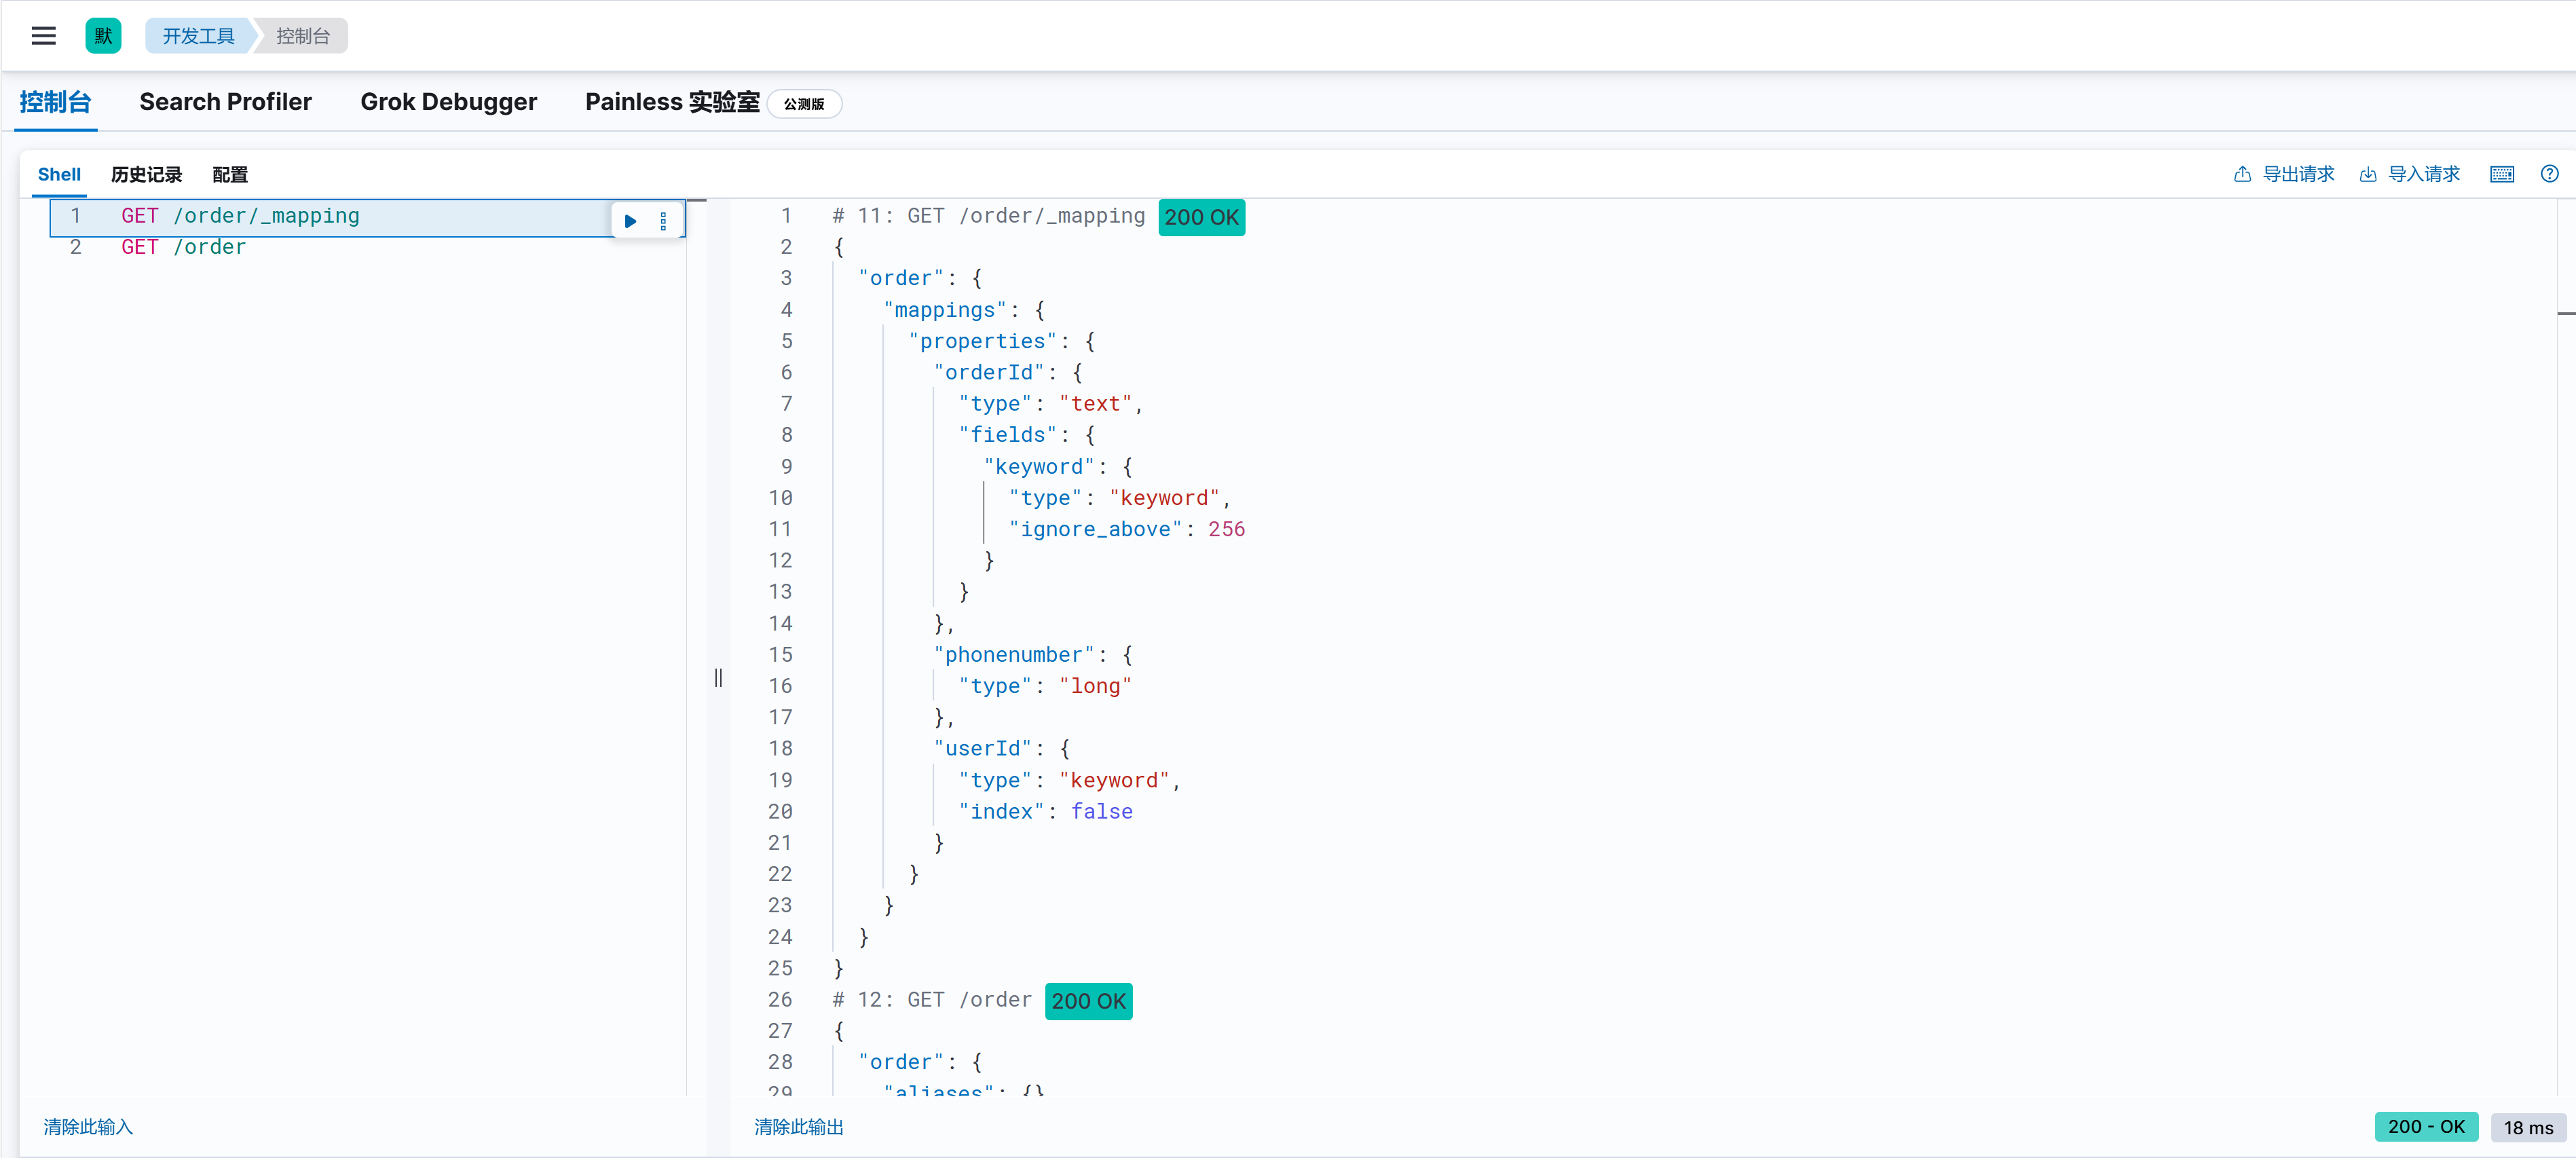 默 开发工具 控制台
控制台 Search Profiler Grok Debugger Painless 实验室 公测版
Shell 历史记录 配置 导出请求 导入请求
1 GET /order/_mapping
2 GET /order
1 # 11: GET /order/_mapping 200 OK
2 {
3 "order": {
4 "mappings": {
5 "properties": {
6 "orderId": {
7 "type": "text",
8 "fields": {
9 "keyword": {
10 "type": "keyword",
11 "ignore_above": 256
12 }
13 }
14 },
15 "phonenumber": {
16 "type": "long"
17 },
18 "userId": {
19 "type": "keyword",
20 "index": false
21 }
22 }
23 }
24 }
25 }
26 # 12: GET /order 200 OK
27 {
28 "order": {
29 "aliases": {}
清除此输入 清除此输出 200 - OK 18 ms